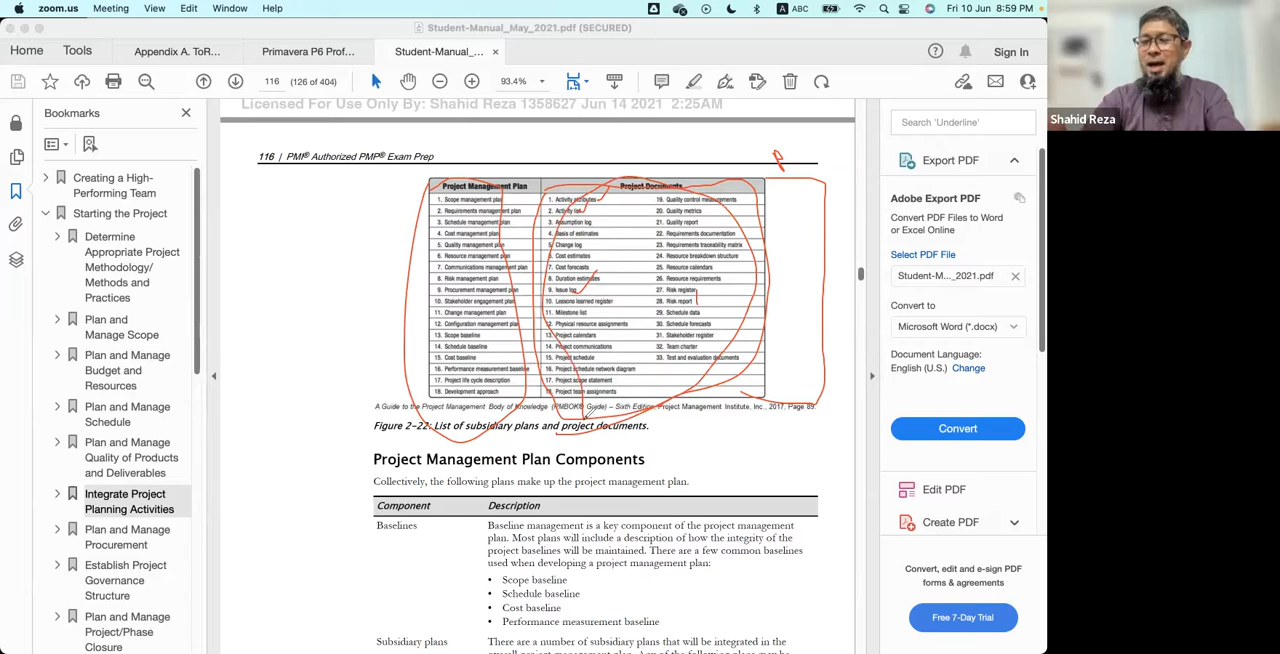 zoom.us Meeting View Edit Window Help ABC Fri 10 Jun 8:59 PM
Student-Manual_May_2021.pdf (SECURED)
Home Tools Appendix A. ToR... Primavera P6 Prof... Student-Manual_... × Sign In
116 (126 of 404) 93.4%
Bookmarks
Creating a High-
Performing Team
Starting the Project
Determine
Appropriate Project
Methodology/
Methods and
Practices
Plan and
Manage Scope
Plan and Manage
Budget and
Resources
Plan and Manage
Schedule
Plan and Manage
Quality of Products
and Deliverables
Integrate Project
Planning Activities
Plan and Manage
Procurement
Establish Project
Governance
Structure
Plan and Manage
Project/Phase
Closure
Licensed For Use Only By: Shahid Reza 1358627 Jun 14 2021 2:25AM
116 | PMI® Authorized PMP® Exam Prep
P
Project Management Plan Project Documents
1. Scope management plan 1. Activity attributes 19. Quality control measurements
2. Requirements management plan 2. Activity list 20. Quality metrics
3. Schedule management plan 3. Assumption log 21. Quality report
4. Cost management plan 4. Basis of estimates 22. Requirements documentation
5. Quality management plan 5. Change log 23. Requirements traceability matrix
6. Resource management plan 6. Cost estimates 24. Resource breakdown structure
7. Communications management plan 7. Cost forecasts 25. Resource calendars
8. Risk management plan 8. Duration estimates 26. Resource requirements
9. Procurement management plan 9. Issue log 27. Risk register
10. Stakeholder engagement plan 10. Lessons learned register 28. Risk report
11. Change management plan 11. Milestone list 29. Schedule data
12. Configuration management plan 12. Physical resource assignments 30. Schedule forecasts
13. Scope baseline 13. Project calendars 31. Stakeholder register
14. Schedule baseline 14. Project communications 32. Team charter
15. Cost baseline 15. Project schedule 33. Test and evaluation documents
16. Performance measurement baseline 16. Project schedule network diagram
17. Project life cycle description 17. Project scope statement
18. Development approach 18. Project team assignments
A Guide to the Project Management Body of Knowledge (PMBOK® Guide) – Sixth Edition, Project Management Institute, Inc., 2017, Page 89.
Figure 2-22: List of subsidiary plans and project documents.
Project Management Plan Components
Collectively, the following plans make up the project management plan.
Component Description
Baselines Baseline management is a key component of the project management
plan. Most plans will include a description of how the integrity of the
project baselines will be maintained. There are a few common baselines
used when developing a project management plan:
• Scope baseline
• Schedule baseline
• Cost baseline
• Performance measurement baseline
Subsidiary plans There are a number of subsidiary plans that will be integrated in the
Search 'Underline'
Export PDF
Adobe Export PDF
Convert PDF Files to Word
or Excel Online
Select PDF File
Student-M..._2021.pdf
Convert to
Microsoft Word (*.docx)
Document Language:
English (U.S.) Change
Convert
Edit PDF
Create PDF
Convert, edit and e-sign PDF
forms & agreements
Free 7-Day Trial
Shahid Reza